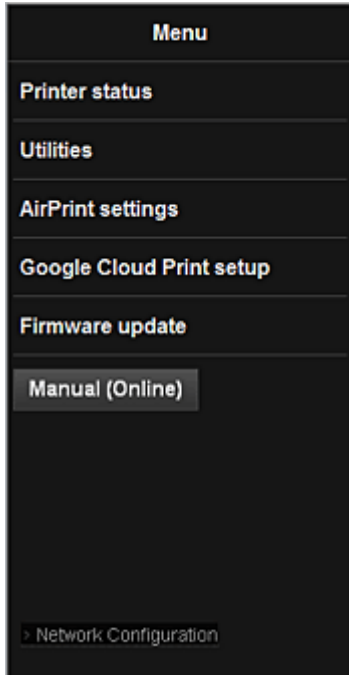 Menu
Printer status
Utilities
AirPrint settings
Google Cloud Print setup
Firmware update
Manual (Online)
> Network Configuration